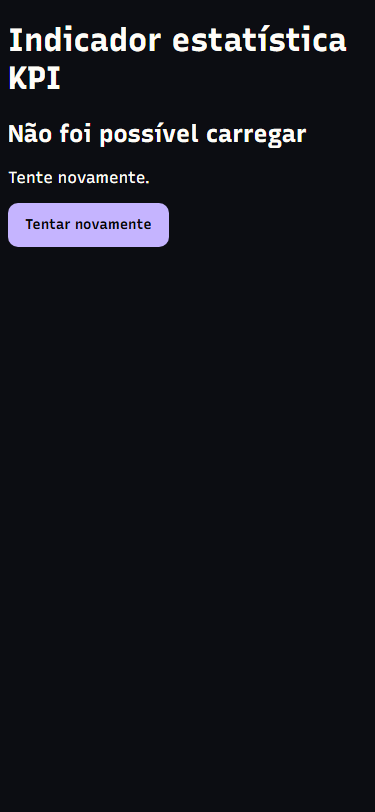 Indicador estatística
KPI
Não foi possível carregar
Tente novamente.
Tentar novamente